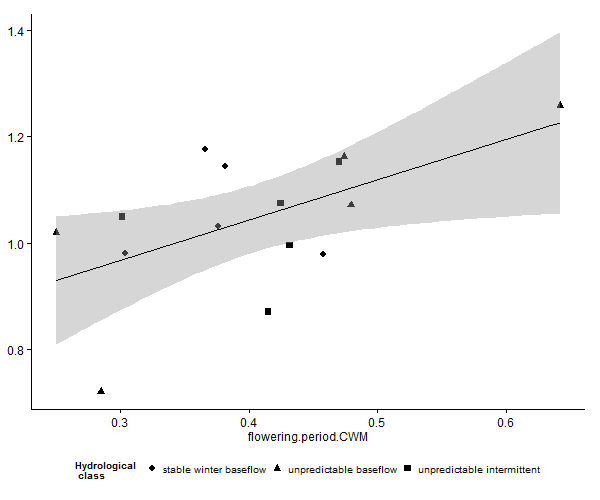 1.4
1.2
1.0
0.8
0.3 0.4 0.5 0.6
flowering.period.CWM
Hydrological
class
stable winter baseflow unpredictable baseflow unpredictable intermittent